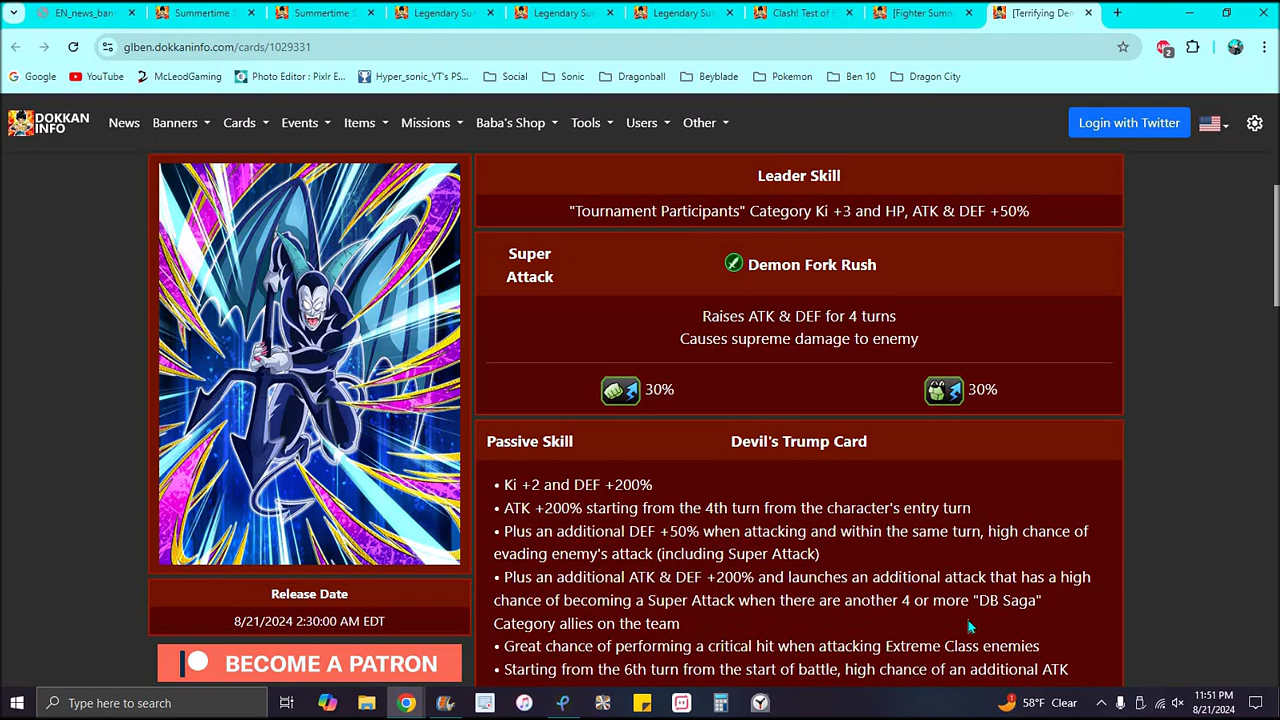 EN_news_bann
Summertime S
Summertime S
Legendary Sum
Legendary Sum
Legendary Sum
Clash! Test of
[Fighter Summ
[Terrifying Dem
glben.dokkaninfo.com/cards/1029331
2
Google
YouTube
McLeodGaming
Photo Editor : Pixlr E...
Hyper_sonic_YT's PS...
Social
Sonic
Dragonball
Beyblade
Pokemon
Ben 10
Dragon City
DOKKAN
INFO
News
Banners
Cards
Events
Items
Missions
Baba's Shop
Tools
Users
Other
Login with Twitter
Leader Skill
"Tournament Participants" Category Ki +3 and HP, ATK & DEF +50%
Super
Attack
Demon Fork Rush
Raises ATK & DEF for 4 turns
Causes supreme damage to enemy
30%
30%
Passive Skill
Devil's Trump Card
• Ki +2 and DEF +200%
• ATK +200% starting from the 4th turn from the character's entry turn
• Plus an additional DEF +50% when attacking and within the same turn, high chance of
evading enemy's attack (including Super Attack)
• Plus an additional ATK & DEF +200% and launches an additional attack that has a high
chance of becoming a Super Attack when there are another 4 or more "DB Saga"
Category allies on the team
• Great chance of performing a critical hit when attacking Extreme Class enemies
• Starting from the 6th turn from the start of battle, high chance of an additional ATK
Release Date
8/21/2024 2:30:00 AM EDT
BECOME A PATRON
Type here to search
58°F Clear
11:51 PM
8/21/2024